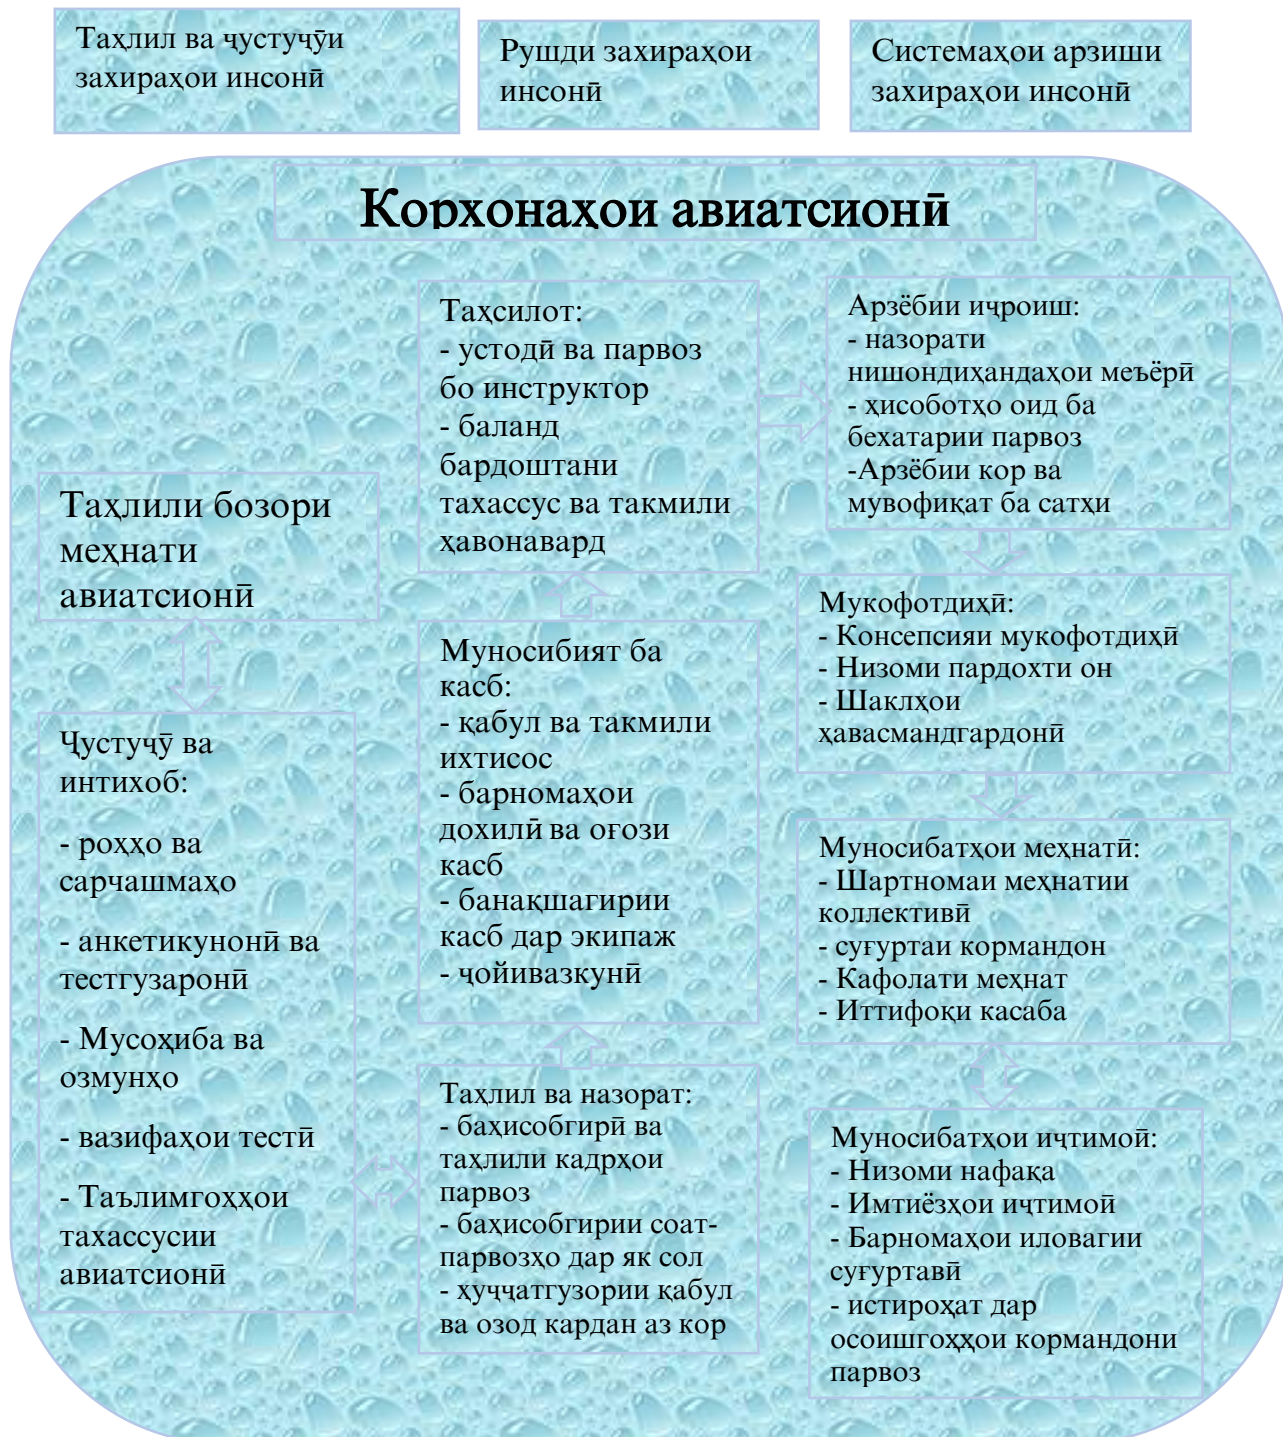 Таҳлил ва ҷустуҷӯи
захираҳои инсонӣ
Рушди захираҳои
инсонӣ
Системаҳои арзиши
захираҳои инсонӣ
Корхонаҳои авиатсионӣ
Таҳлили бозори
меҳнати
авиатсионӣ
Ҷустуҷӯ ва
интихоб:
- роҳҳо ва
сарчашмаҳо
- анкетикунонӣ ва
тестгузаронӣ
- Мусоҳиба ва
озмунҳо
- вазифаҳои тестӣ
- Таълимгоҳҳои
тахассусии
авиатсионӣ
Таҳсилот:
- устодӣ ва парвоз
бо инструктор
- баланд
бардоштани
тахассус ва такмили
ҳавонавард
Муносибият ба
касб:
- қабул ва такмили
ихтисос
- барномаҳои
дохилӣ ва оғози
касб
- банақшагирии
касб дар экипаж
- ҷойивазкунӣ
Таҳлил ва назорат:
- баҳисобгирӣ ва
таҳлили кадрҳои
парвоз
- баҳисобгирии соат-
парвозҳо дар як сол
- ҳуҷҷатгузории қабул
ва озод кардан аз кор
Арзёбии иҷроиш:
- назорати
нишондиҳандаҳои меъёрӣ
- ҳисоботҳо оид ба
бехатарии парвоз
-Арзёбии кор ва
мувофиқат ба сатҳи
Мукофотдиҳӣ:
- Консепсияи мукофотдиҳӣ
- Низоми пардохти он
- Шаклҳои
ҳавасмандгардонӣ
Муносибатҳои меҳнатӣ:
- Шартномаи меҳнатии
коллективӣ
- суғуртаи кормандон
- Кафолати меҳнат
- Иттифоқи касаба
Муносибатҳои иҷтимоӣ:
- Низоми нафақа
- Имтиёзҳои иҷтимоӣ
- Барномаҳои иловагии
суғуртавӣ
- истироҳат дар
осоишгоҳҳои кормандони
парвоз